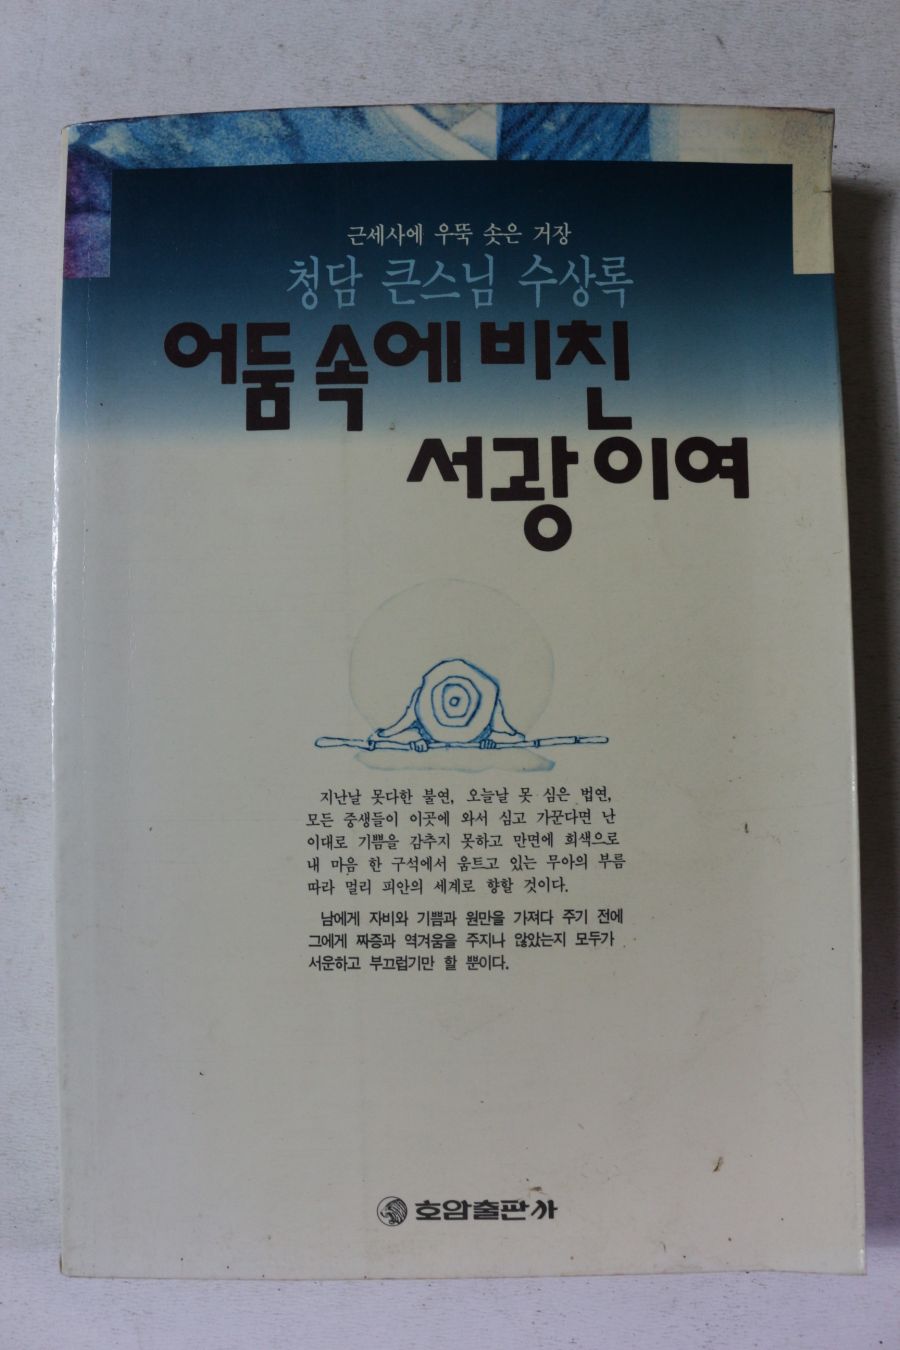 근세사에 우뚝 솟은 거장
청담 큰스님 수상록
어둠 속에 비친
서광이여
지난날 못다한 불연, 오늘날 못 심은 법연,
모든 중생들이 이곳에 와서 심고 가꾼다면 난
이대로 기쁨을 감추지 못하고 만면에 희색으로
내 마음 한 구석에서 움트고 있는 무아의 부름
따라 멀리 피안의 세계로 향할 것이다.
남에게 자비와 기쁨과 원만을 가져다 주기 전에
그에게 짜증과 역겨움을 주지나 않았는지 모두가
서운하고 부끄럽기만 할 뿐이다.
호암출판사